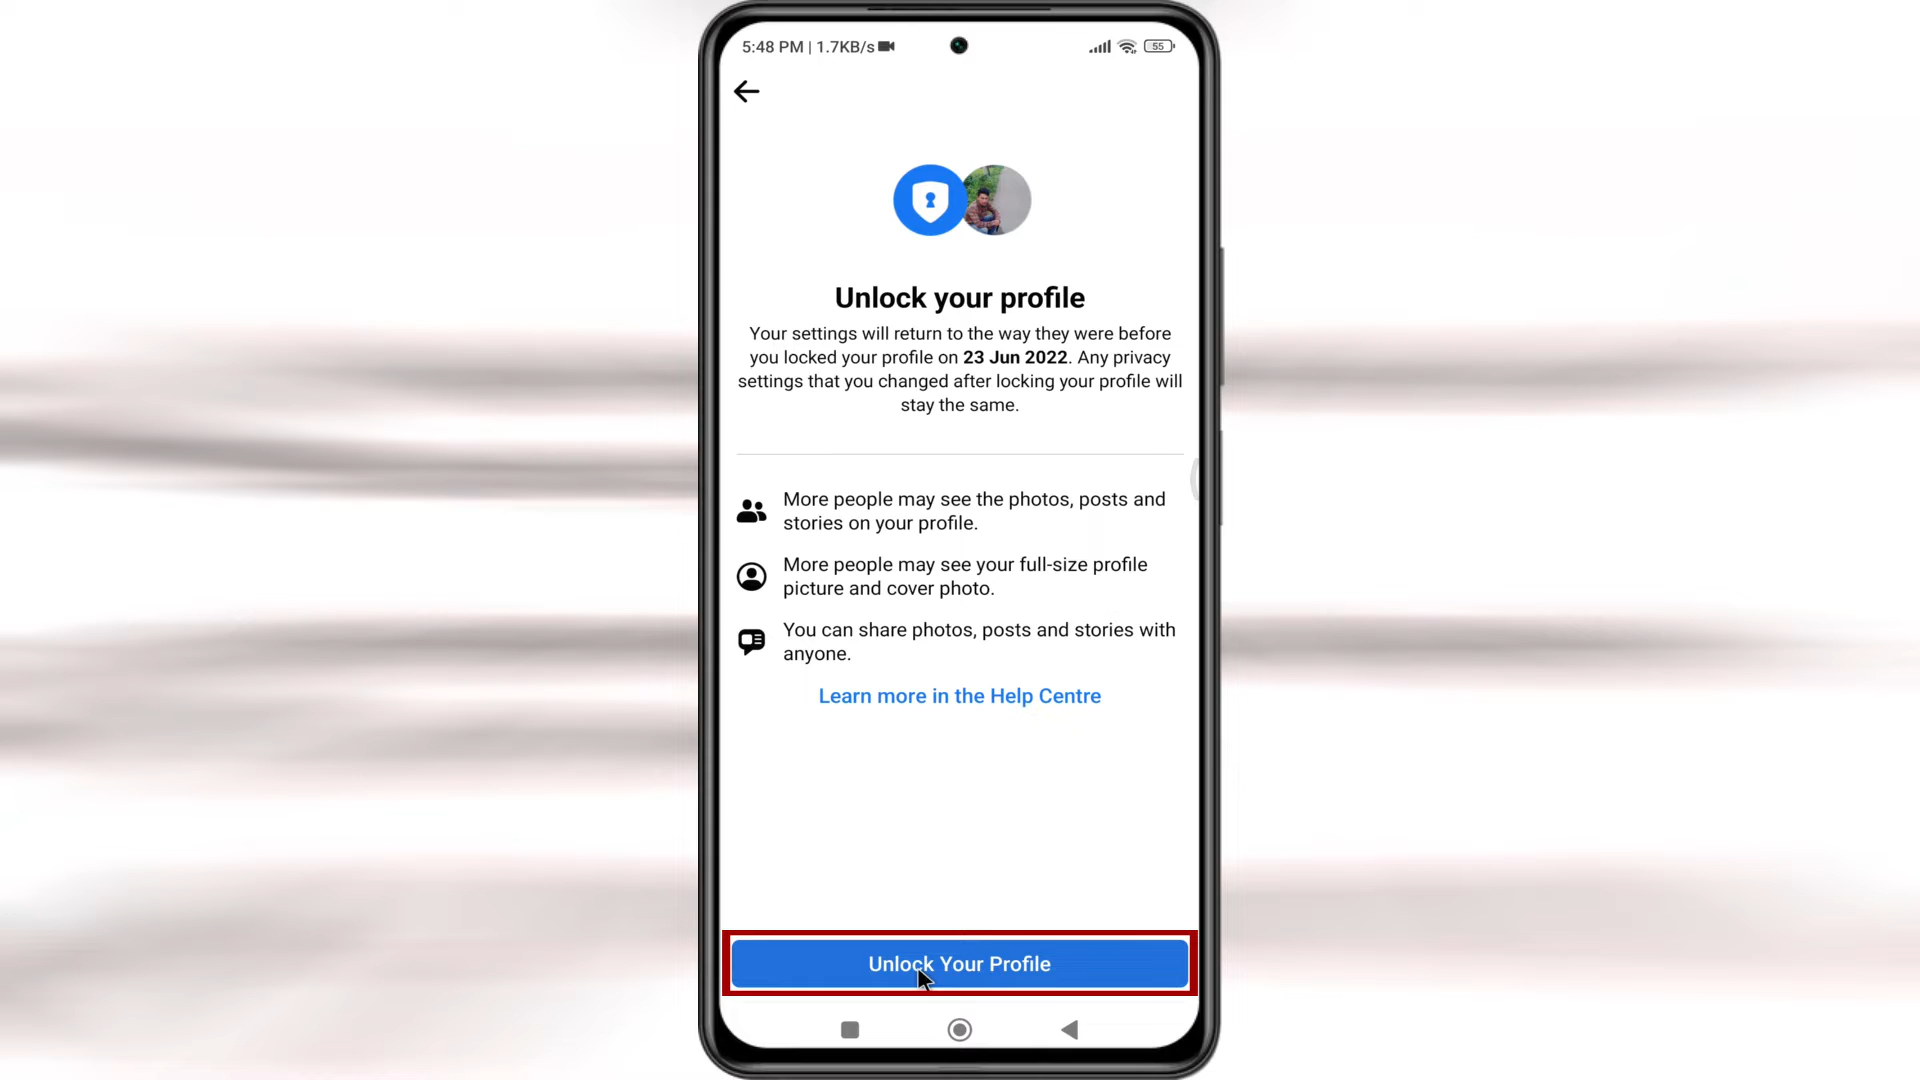 5:48 PM | 1.7KB/s
55
Unlock your profile
Your settings will return to the way they were before
you locked your profile on 23 Jun 2022. Any privacy
settings that you changed after locking your profile will
stay the same.
More people may see the photos, posts and
stories on your profile.
More people may see your full-size profile
picture and cover photo.
You can share photos, posts and stories with
anyone.
Learn more in the Help Centre
Unlock Your Profile